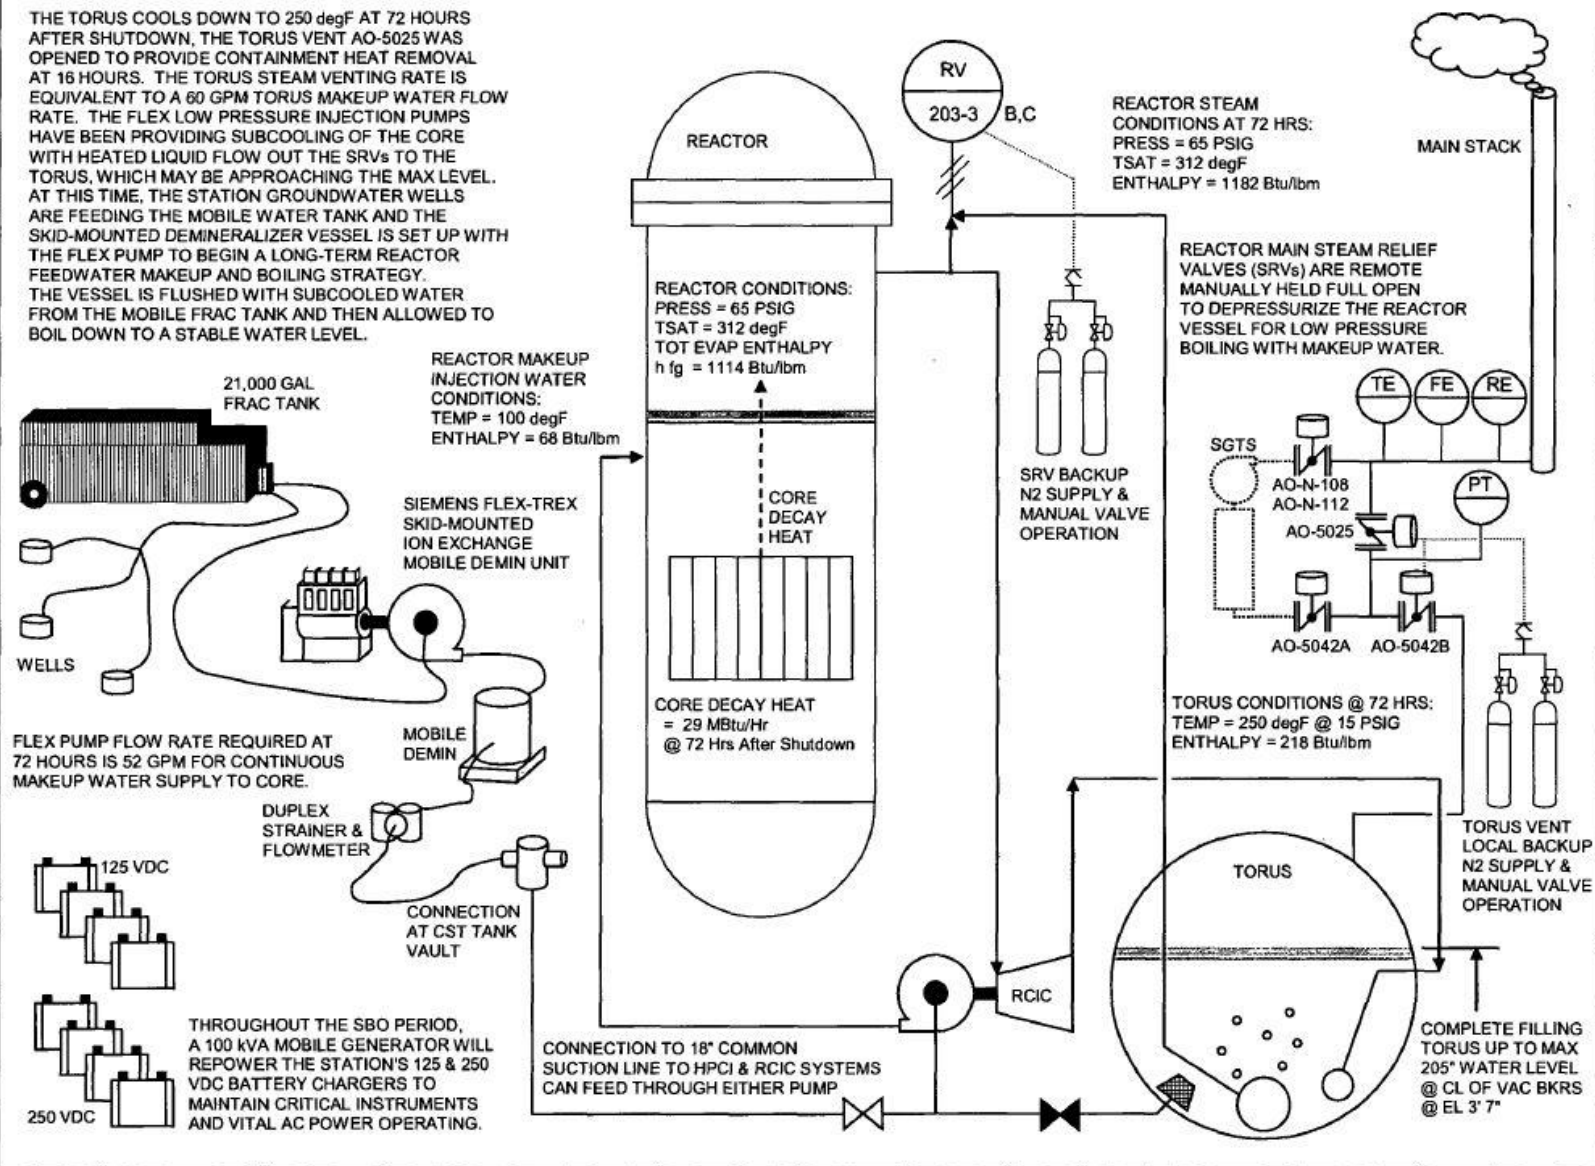 THE TORUS COOLS DOWN TO 250 degF AT 72 HOURS
AFTER SHUTDOWN, THE TORUS VENT AO-5025 WAS
OPENED TO PROVIDE CONTAINMENT HEAT REMOVAL
AT 16 HOURS. THE TORUS STEAM VENTING RATE IS
EQUIVALENT TO A 60 GPM TORUS MAKEUP WATER FLOW
RATE. THE FLEX LOW PRESSURE INJECTION PUMPS
HAVE BEEN PROVIDING SUBCOOLING OF THE CORE
WITH HEATED LIQUID FLOW OUT THE SRVs TO THE
TORUS, WHICH MAY BE APPROACHING THE MAX LEVEL.
AT THIS TIME, THE STATION GROUNDWATER WELLS
ARE FEEDING THE MOBILE WATER TANK AND THE
SKID-MOUNTED DEMINERALIZER VESSEL IS SET UP WITH
THE FLEX PUMP TO BEGIN A LONG-TERM REACTOR
FEEDWATER MAKEUP AND BOILING STRATEGY.
THE VESSEL IS FLUSHED WITH SUBCOOLED WATER
FROM THE MOBILE FRAC TANK AND THEN ALLOWED TO
BOIL DOWN TO A STABLE WATER LEVEL.
REACTOR
RV
203-3
B,C
REACTOR STEAM
CONDITIONS AT 72 HRS:
PRESS = 65 PSIG
TSAT = 312 degF
ENTHALPY = 1182 Btu/lbm
MAIN STACK
REACTOR MAIN STEAM RELIEF
VALVES (SRVs) ARE REMOTE
MANUALLY HELD FULL OPEN
TO DEPRESSURIZE THE REACTOR
VESSEL FOR LOW PRESSURE
BOILING WITH MAKEUP WATER.
REACTOR CONDITIONS:
PRESS = 65 PSIG
TSAT = 312 degF
TOT EVAP ENTHALPY
h fg = 1114 Btu/lbm
REACTOR MAKEUP
INJECTION WATER
CONDITIONS:
TEMP = 100 degF
ENTHALPY = 68 Btu/lbm
21,000 GAL
FRAC TANK
TE
FE
RE
SGTS
AO-N-108
AO-N-112
PT
AO-5025
SRV BACKUP
N2 SUPPLY &
MANUAL VALVE
OPERATION
CORE
DECAY
HEAT
SIEMENS FLEX-TREX
SKID-MOUNTED
ION EXCHANGE
MOBILE DEMIN UNIT
AO-5042A
AO-5042B
WELLS
CORE DECAY HEAT
= 29 MBtu/Hr
@ 72 Hrs After Shutdown
TORUS CONDITIONS @ 72 HRS:
TEMP = 250 degF @ 15 PSIG
ENTHALPY = 218 Btu/lbm
MOBILE
DEMIN
FLEX PUMP FLOW RATE REQUIRED AT
72 HOURS IS 52 GPM FOR CONTINUOUS
MAKEUP WATER SUPPLY TO CORE.
DUPLEX
STRAINER &
FLOWMETER
TORUS VENT
LOCAL BACKUP
N2 SUPPLY &
MANUAL VALVE
OPERATION
TORUS
125 VDC
CONNECTION
AT CST TANK
VAULT
RCIC
250 VDC
THROUGHOUT THE SBO PERIOD,
A 100 kVA MOBILE GENERATOR WILL
REPOWER THE STATION'S 125 & 250
VDC BATTERY CHARGERS TO
MAINTAIN CRITICAL INSTRUMENTS
AND VITAL AC POWER OPERATING.
CONNECTION TO 18" COMMON
SUCTION LINE TO HPCI & RCIC SYSTEMS
CAN FEED THROUGH EITHER PUMP
COMPLETE FILLING
TORUS UP TO MAX
205" WATER LEVEL
@ CL OF VAC BKRS
@ EL 3' 7"